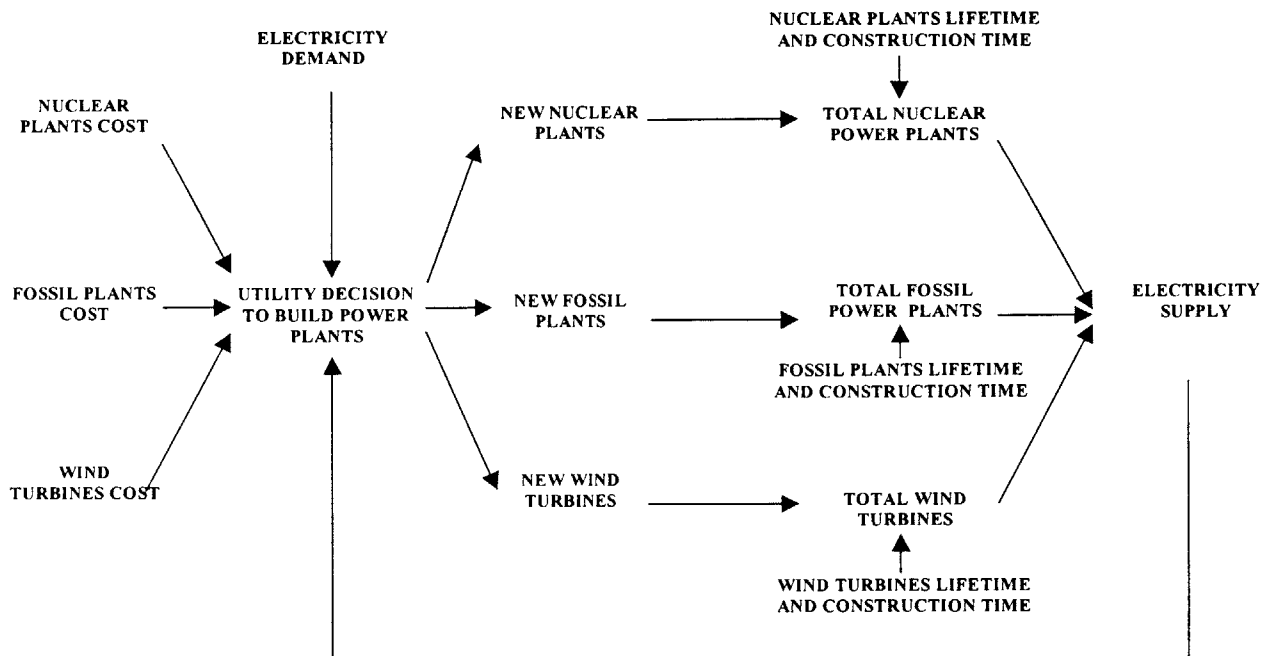 NUCLEAR PLANTS LIFETIME
AND CONSTRUCTION TIME
ELECTRICITY
DEMAND
NUCLEAR
PLANTS COST
NEW NUCLEAR
PLANTS
TOTAL NUCLEAR
POWER PLANTS
FOSSIL PLANTS
COST
UTILITY DECISION
TO BUILD POWER
PLANTS
NEW FOSSIL
PLANTS
TOTAL FOSSIL
POWER PLANTS
ELECTRICITY
SUPPLY
FOSSIL PLANTS LIFETIME
AND CONSTRUCTION TIME
WIND
TURBINES COST
NEW WIND
TURBINES
TOTAL WIND
TURBINES
WIND TURBINES LIFETIME
AND CONSTRUCTION TIME